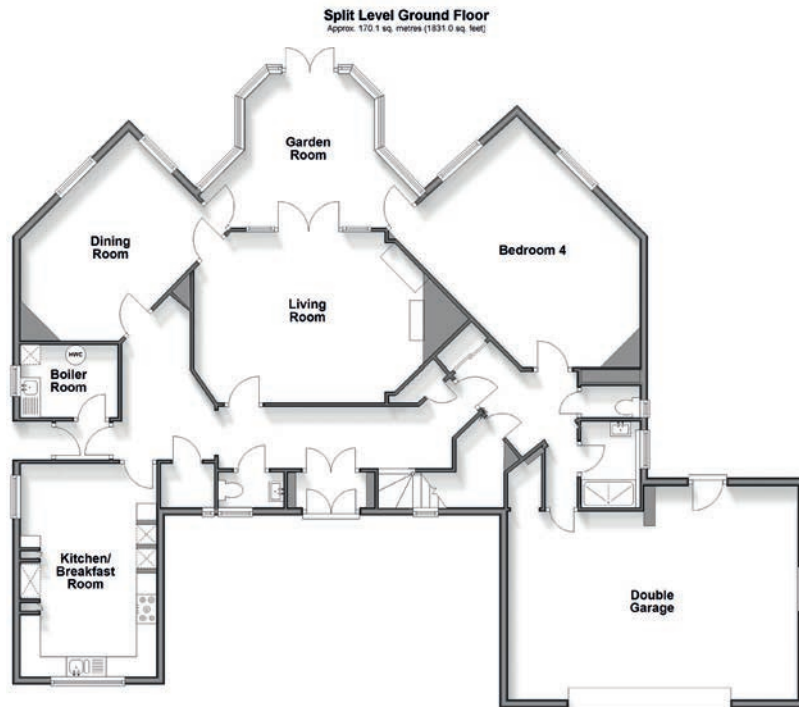 Split Level Ground Floor
Approx. 170.1 sq. metres (1831.0 sq. feet)
Garden
Room
Dining
Room
Bedroom 4
Living
Room
HWC
Boiler
Room
Kitchen/
Breakfast
Room
Double
Garage